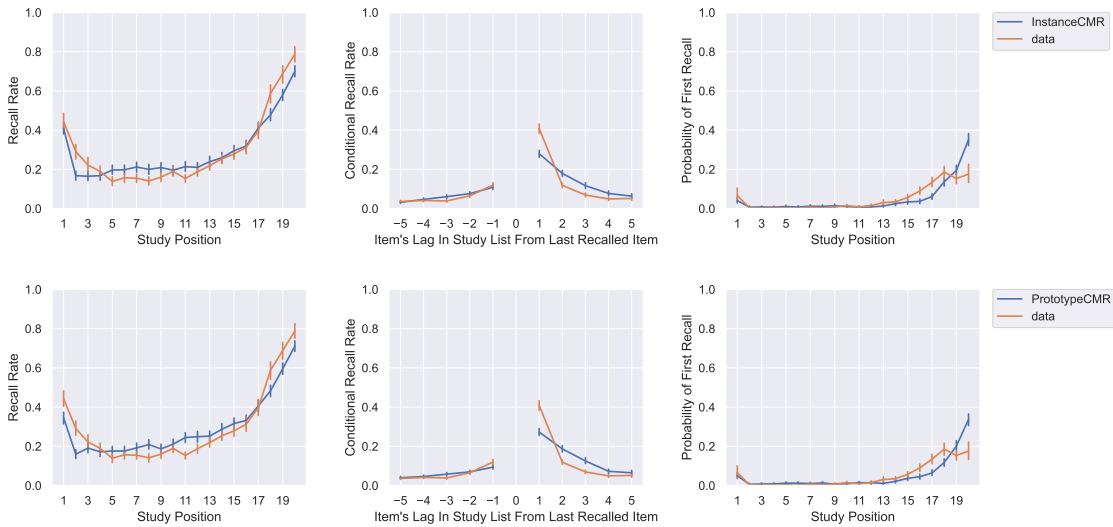 1.0
0.8
0.6
0.4
0.2
0.0
Recall Rate
1 3 5 7 9 11 13 15 17 19
Study Position
1.0
0.8
0.6
0.4
0.2
0.0
Conditional Recall Rate
−5 −4 −3 −2 −1 0 1 2 3 4 5
Item's Lag In Study List From Last Recalled Item
1.0
0.8
0.6
0.4
0.2
0.0
Probability of First Recall
1 3 5 7 9 11 13 15 17 19
Study Position
InstanceCMR
data
1.0
0.8
0.6
0.4
0.2
0.0
Recall Rate
1 3 5 7 9 11 13 15 17 19
Study Position
1.0
0.8
0.6
0.4
0.2
0.0
Conditional Recall Rate
−5 −4 −3 −2 −1 0 1 2 3 4 5
Item's Lag In Study List From Last Recalled Item
1.0
0.8
0.6
0.4
0.2
0.0
Probability of First Recall
1 3 5 7 9 11 13 15 17 19
Study Position
PrototypeCMR
data